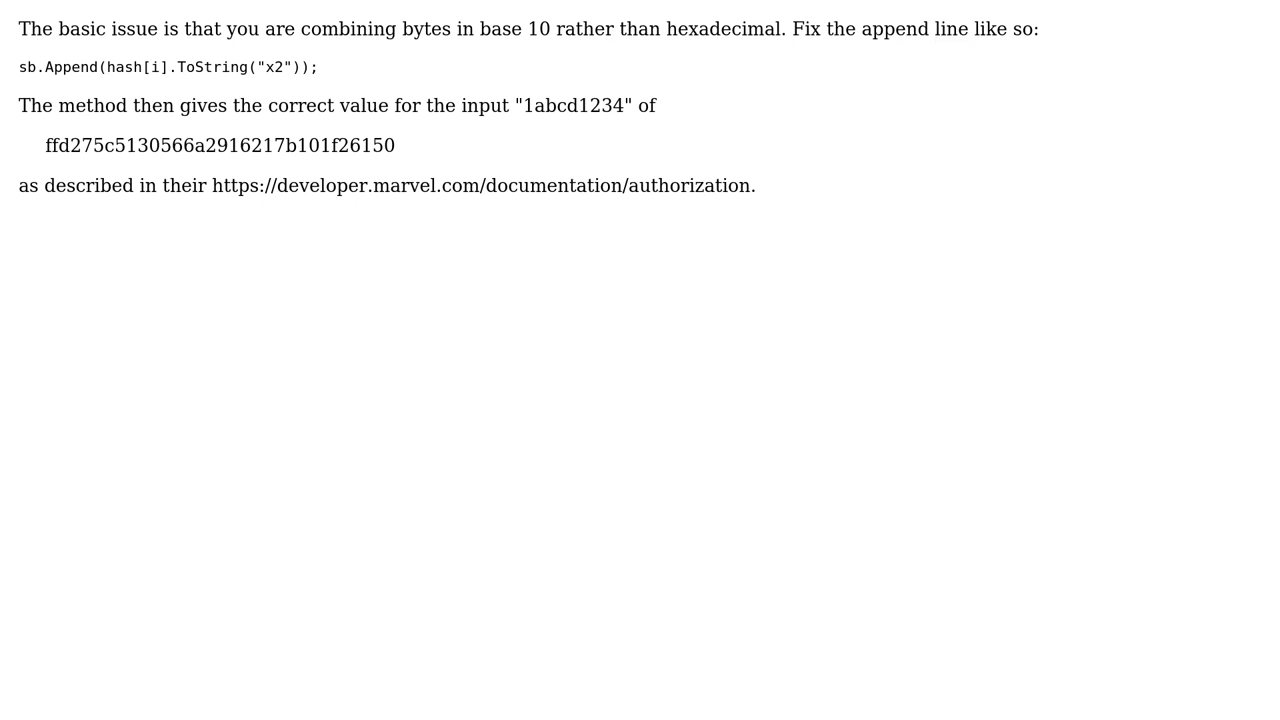 The basic issue is that you are combining bytes in base 10 rather than hexadecimal. Fix the append line like so:
sb.Append(hash[i].ToString("x2"));
The method then gives the correct value for the input "1abcd1234" of
ffd275c5130566a2916217b101f26150
as described in their https://developer.marvel.com/documentation/authorization.